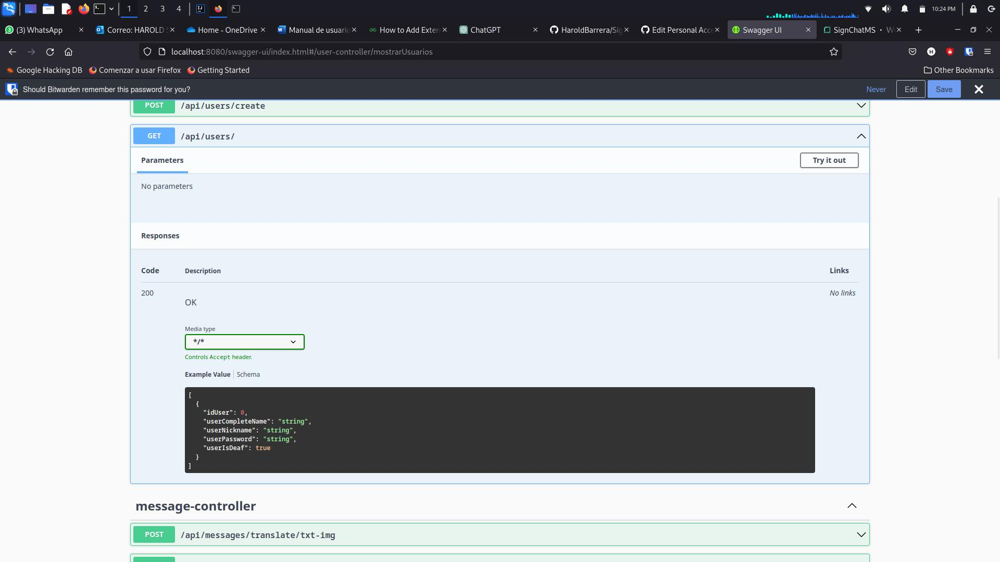 1 2 3 4 10:24 PM
(3) WhatsApp Correo: HAROLD Home - OneDrive Manual de usuario How to Add Exter ChatGPT HaroldBarrera/Sig Edit Personal Acce Swagger UI SignChatMS • W
localhost:8080/swagger-ui/index.html#/user-controller/mostrarUsuarios
Google Hacking DB Comenzar a usar Firefox Getting Started Other Bookmarks
Should Bitwarden remember this password for you? Never Edit Save
POST /api/users/create
GET /api/users/
Parameters Try it out
No parameters
Responses
Code Description Links
200 No links
OK
Media type
*/*
Controls Accept header.
Example Value Schema
[
{
"idUser": 0,
"userCompleteName": "string",
"userNickname": "string",
"userPassword": "string",
"userIsDeaf": true
}
]
message-controller
POST /api/messages/translate/txt-img